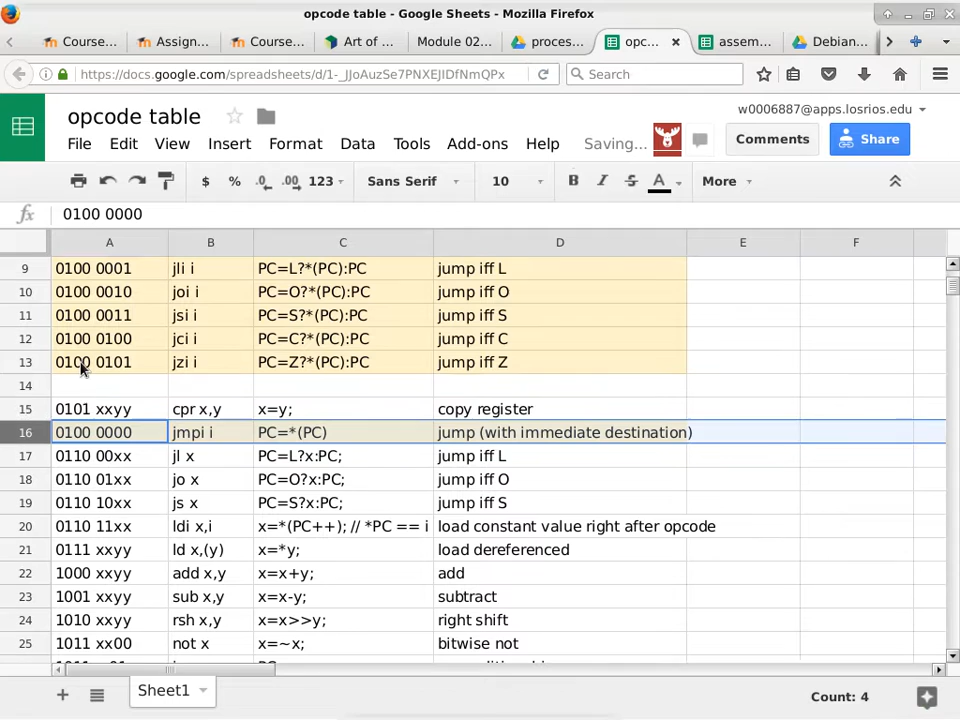 opcode table - Google Sheets - Mozilla Firefox
Course... Assign... Course... Art of ... Module 02... proces... opc... assem... Debian...
https://docs.google.com/spreadsheets/d/1-_JJoAuzSe7PNXEJIDfNmQPx Search
opcode table w0006887@apps.losrios.edu
File Edit View Insert Format Data Tools Add-ons Help Saving... Comments Share
$ % .0 .00 123 Sans Serif 10 B I S A More
fx 0100 0000
A B C D E F
9 0100 0001 jli i PC=L?*(PC):PC jump iff L
10 0100 0010 joi i PC=O?*(PC):PC jump iff O
11 0100 0011 jsi i PC=S?*(PC):PC jump iff S
12 0100 0100 jci i PC=C?*(PC):PC jump iff C
13 0100 0101 jzi i PC=Z?*(PC):PC jump iff Z
14
15 0101 xxyy cpr x,y x=y; copy register
16 0100 0000 jmpi i PC=*(PC) jump (with immediate destination)
17 0110 00xx jl x PC=L?x:PC; jump iff L
18 0110 01xx jo x PC=O?x:PC; jump iff O
19 0110 10xx js x PC=S?x:PC; jump iff S
20 0110 11xx ldi x,i x=*(PC++); // *PC == i load constant value right after opcode
21 0111 xxyy ld x,(y) x=*y; load dereferenced
22 1000 xxyy add x,y x=x+y; add
23 1001 xxyy sub x,y x=x-y; subtract
24 1010 xxyy rsh x,y x=x>>y; right shift
25 1011 xx00 not x x=~x; bitwise not
Sheet1 Count: 4